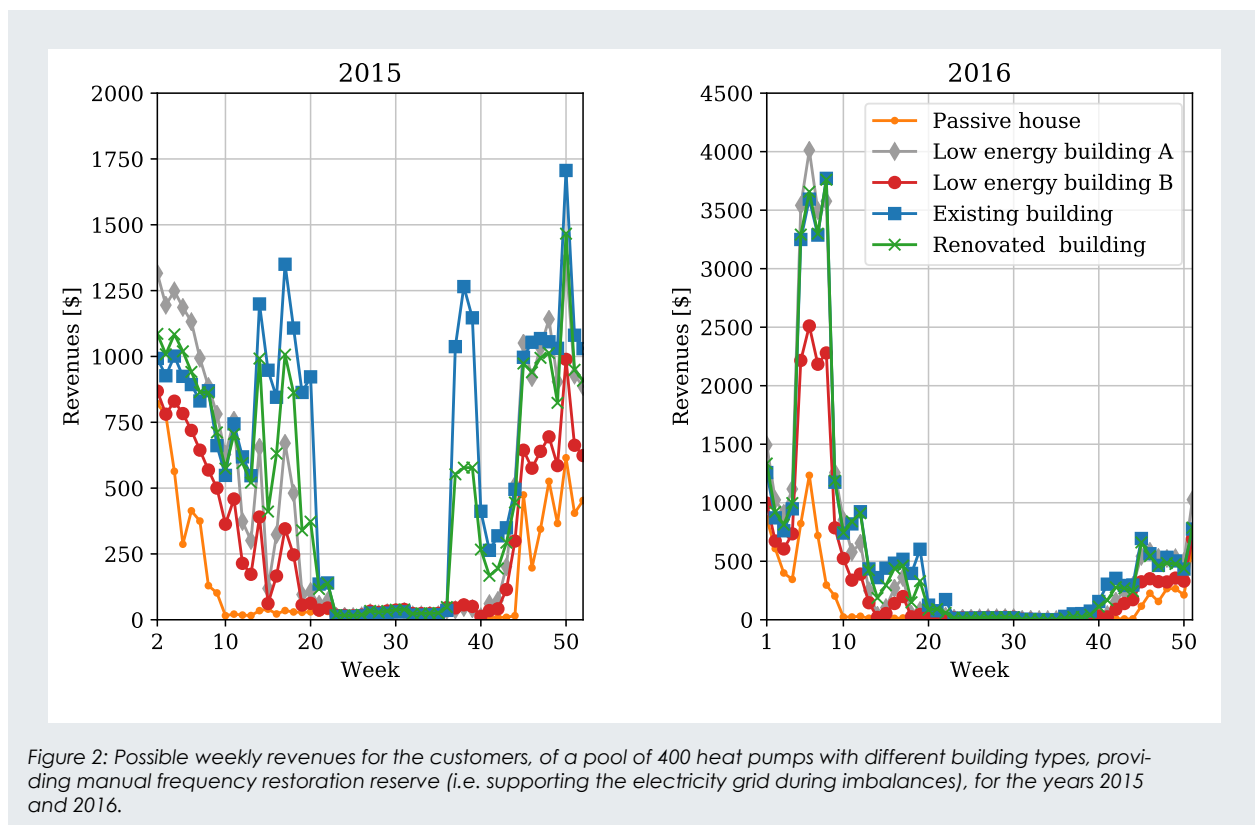 2015
2000
1750
1500
1250
1000
750
500
250
0
Revenues [$]
2 10 20 30 40 50
Week
2016
4500
4000
3500
3000
2500
2000
1500
1000
500
0
Revenues [$]
1 10 20 30 40 50
Week
Passive house
Low energy building A
Low energy building B
Existing building
Renovated building
Figure 2: Possible weekly revenues for the customers, of a pool of 400 heat pumps with different building types, provi-
ding manual frequency restoration reserve (i.e. supporting the electricity grid during imbalances), for the years 2015
and 2016.